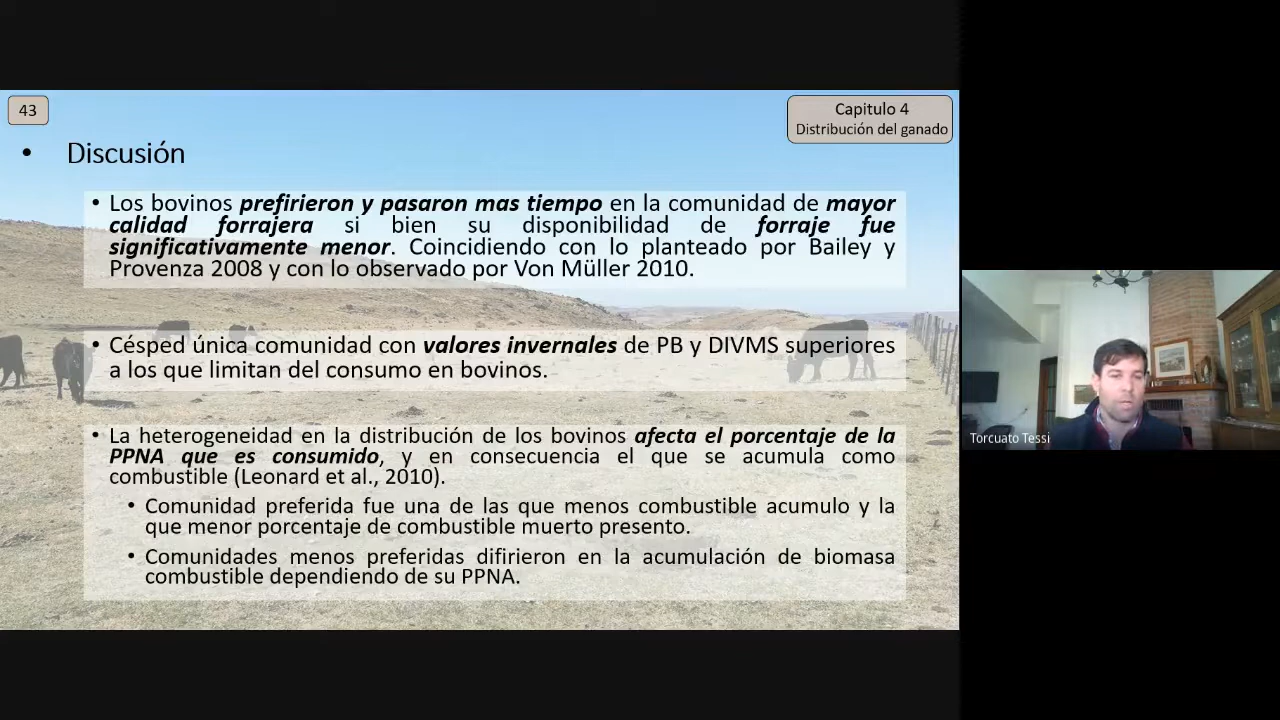 43
Capitulo 4
Distribución del ganado
• Discusión
• Los bovinos prefirieron y pasaron mas tiempo en la comunidad de mayor
calidad forrajera si bien su disponibilidad de forraje fue
significativamente menor. Coincidiendo con lo planteado por Bailey y
Provenza 2008 y con lo observado por Von Müller 2010.
• Césped única comunidad con valores invernales de PB y DIVMS superiores
a los que limitan del consumo en bovinos.
• La heterogeneidad en la distribución de los bovinos afecta el porcentaje de la
PPNA que es consumido, y en consecuencia el que se acumula como
combustible (Leonard et al., 2010).
• Comunidad preferida fue una de las que menos combustible acumulo y la
que menor porcentaje de combustible muerto presento.
• Comunidades menos preferidas difirieron en la acumulación de biomasa
combustible dependiendo de su PPNA.
Torcuato Tessi